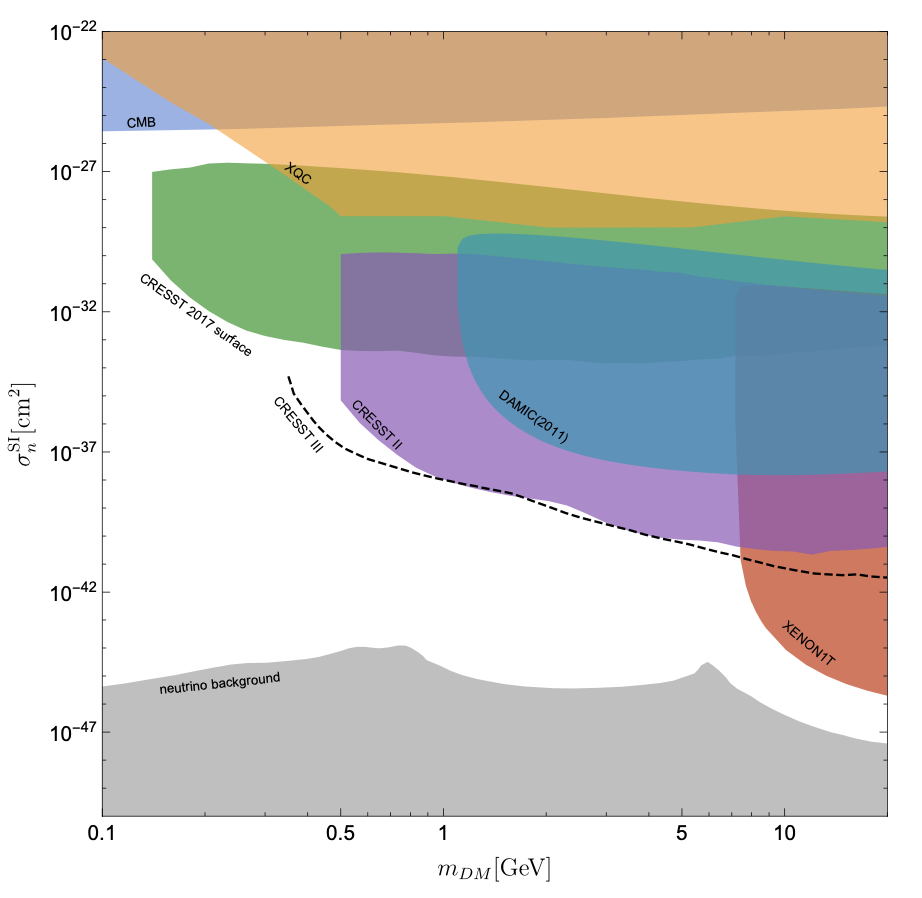 10^−22
CMB
10^−27
XQC
CRESST 2017 surface
10^−32
CRESST III
CRESST II
DAMIC(2011)
10^−37
10^−42
XENON1T
neutrino background
10^−47
σ_n^SI[cm^2]
0.1 0.5 1 5 10
m_DM[GeV]